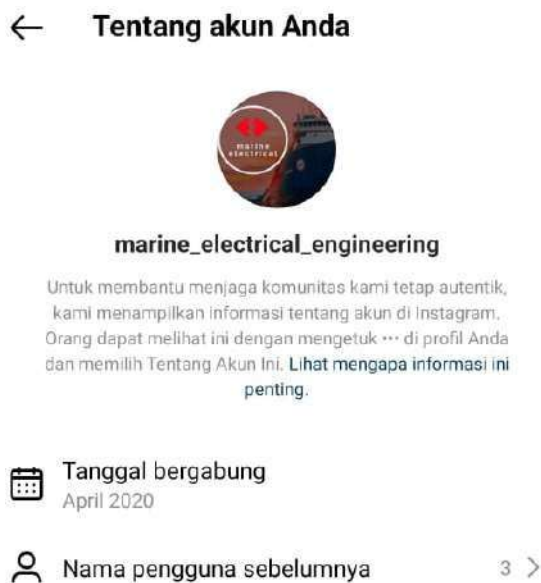 Tentang akun Anda
marine
electrical
marine_electrical_engineering
Untuk membantu menjaga komunitas kami tetap autentik,
kami menampilkan informasi tentang akun di Instagram.
Orang dapat melihat ini dengan mengetuk ··· di profil Anda
dan memilih Tentang Akun Ini. Lihat mengapa informasi ini
penting.
Tanggal bergabung
April 2020
Nama pengguna sebelumnya 3